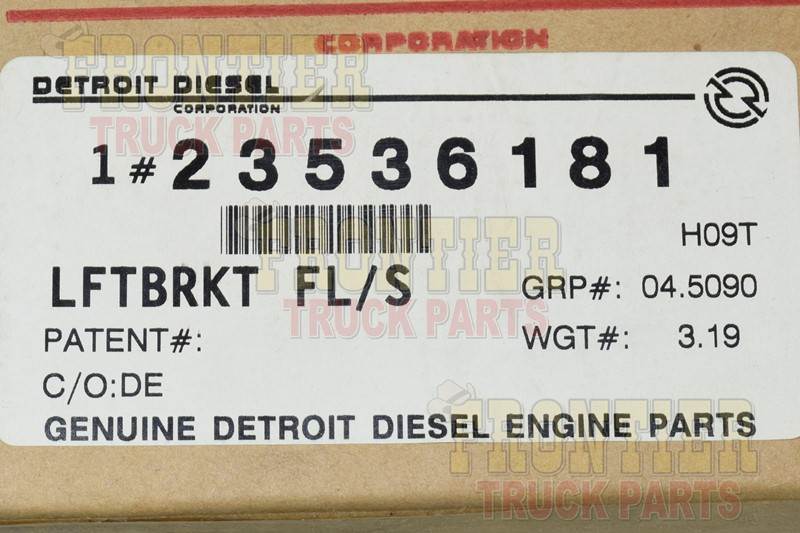 CORPORATION
DETROIT DIESEL
CORPORATION
1#23536181
H09T
LFTBRKT FL/S
GRP#: 04.5090
PATENT#:
WGT#: 3.19
C/O:DE
GENUINE DETROIT DIESEL ENGINE PARTS
FRONTIER
TRUCK PARTS
FRONTIER
TRUCK PARTS
FRONTIER
TRUCK PARTS